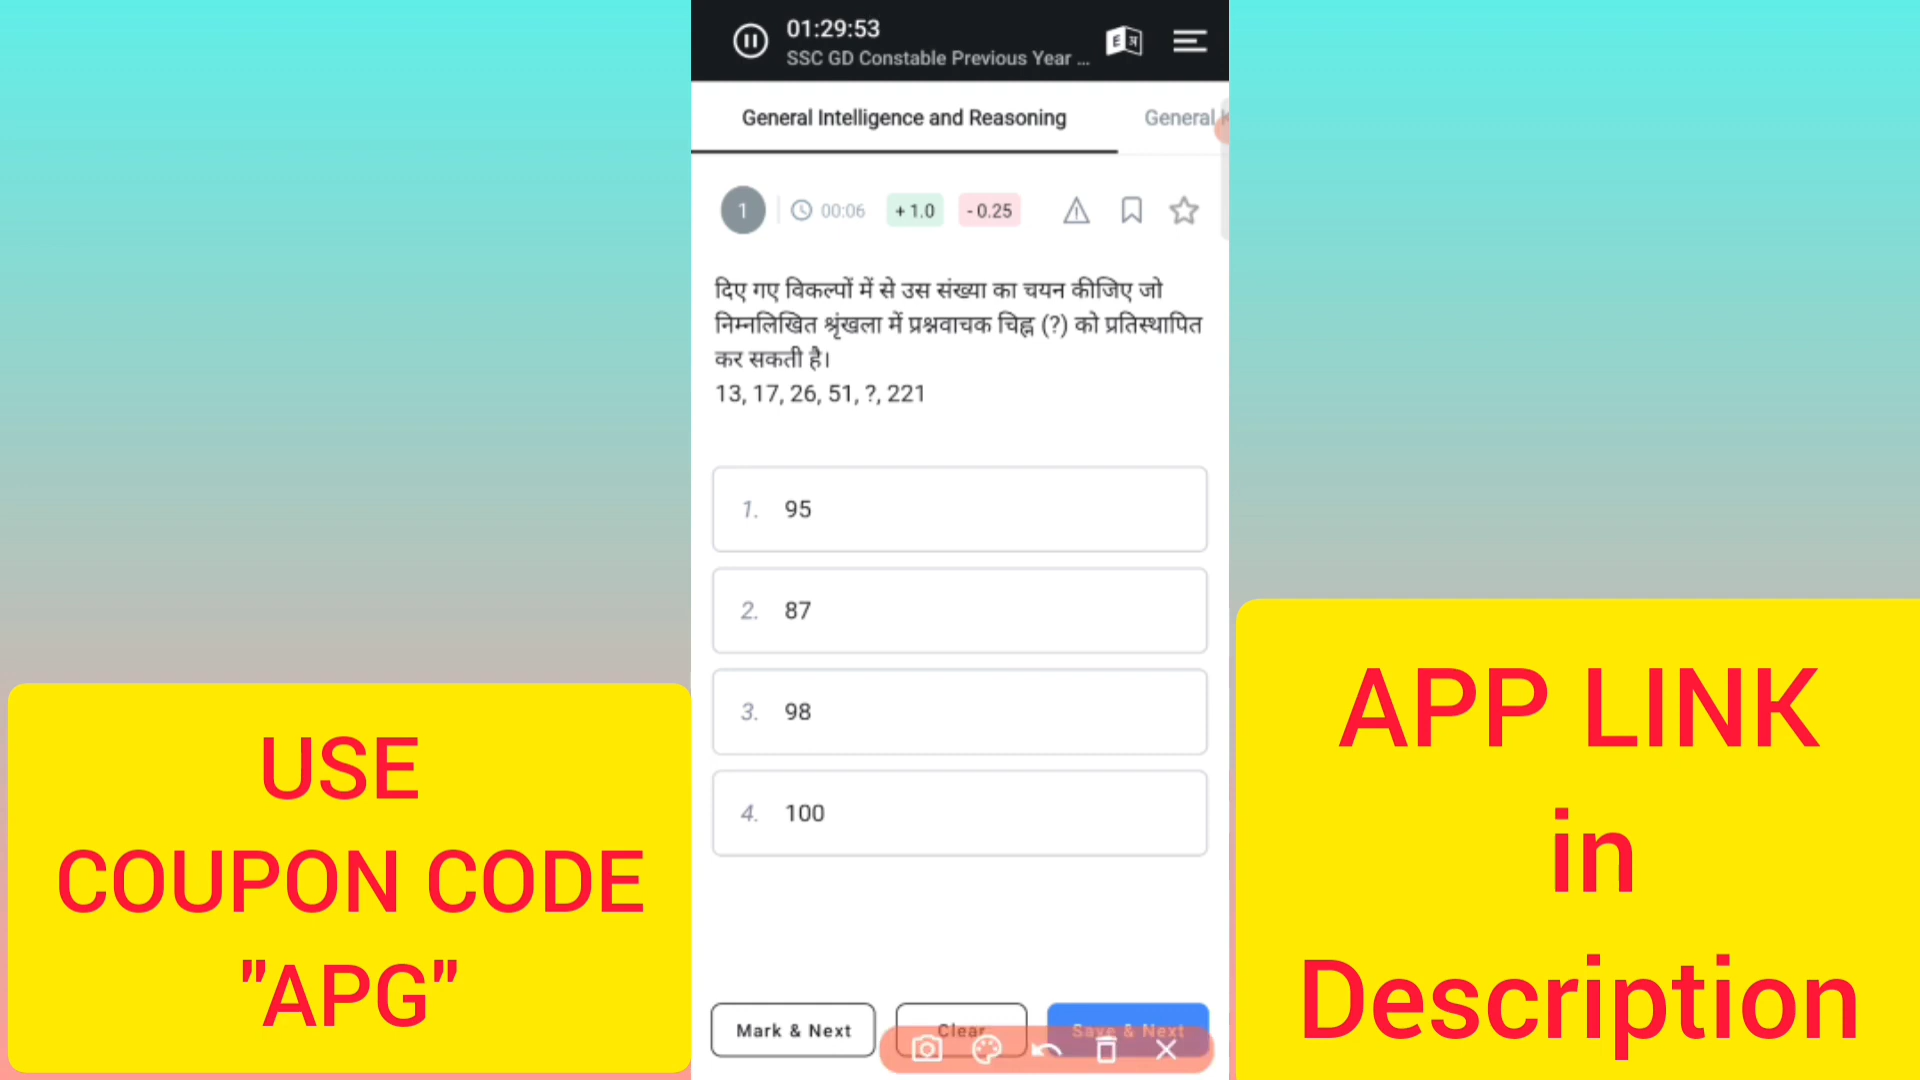 01:29:53
SSC GD Constable Previous Year ...
General Intelligence and Reasoning
General
1
00:06
+ 1.0
- 0.25
दिए गए विकल्पों में से उस संख्या का चयन कीजिए जो
निम्नलिखित श्रृंखला में प्रश्नवाचक चिह्न (?) को प्रतिस्थापित
कर सकती है।
13, 17, 26, 51, ?, 221
1. 95
2. 87
3. 98
4. 100
Mark & Next
Clear
Save & Next
USE
COUPON CODE
"APG"
APP LINK
in
Description